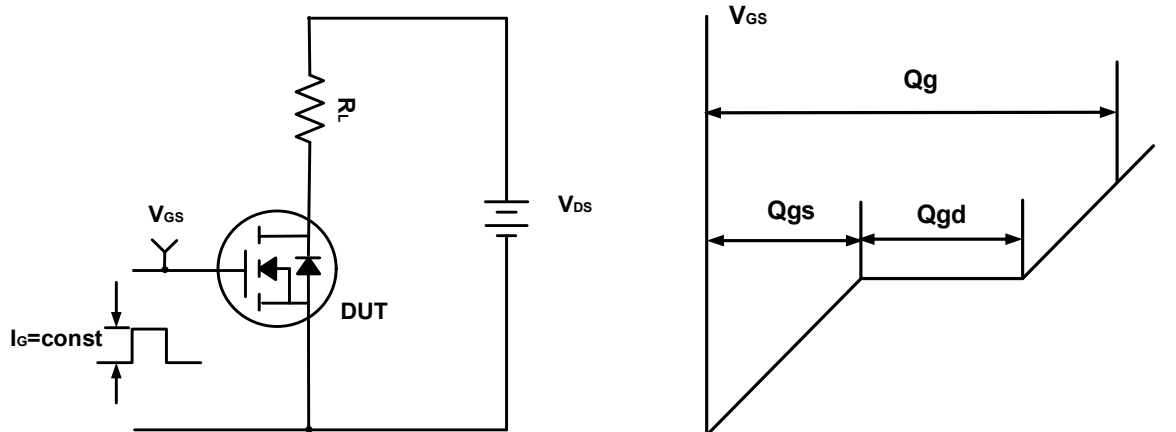 RL
VGS
DUT
IG=const
VDS
VGS
Qg
Qgs
Qgd